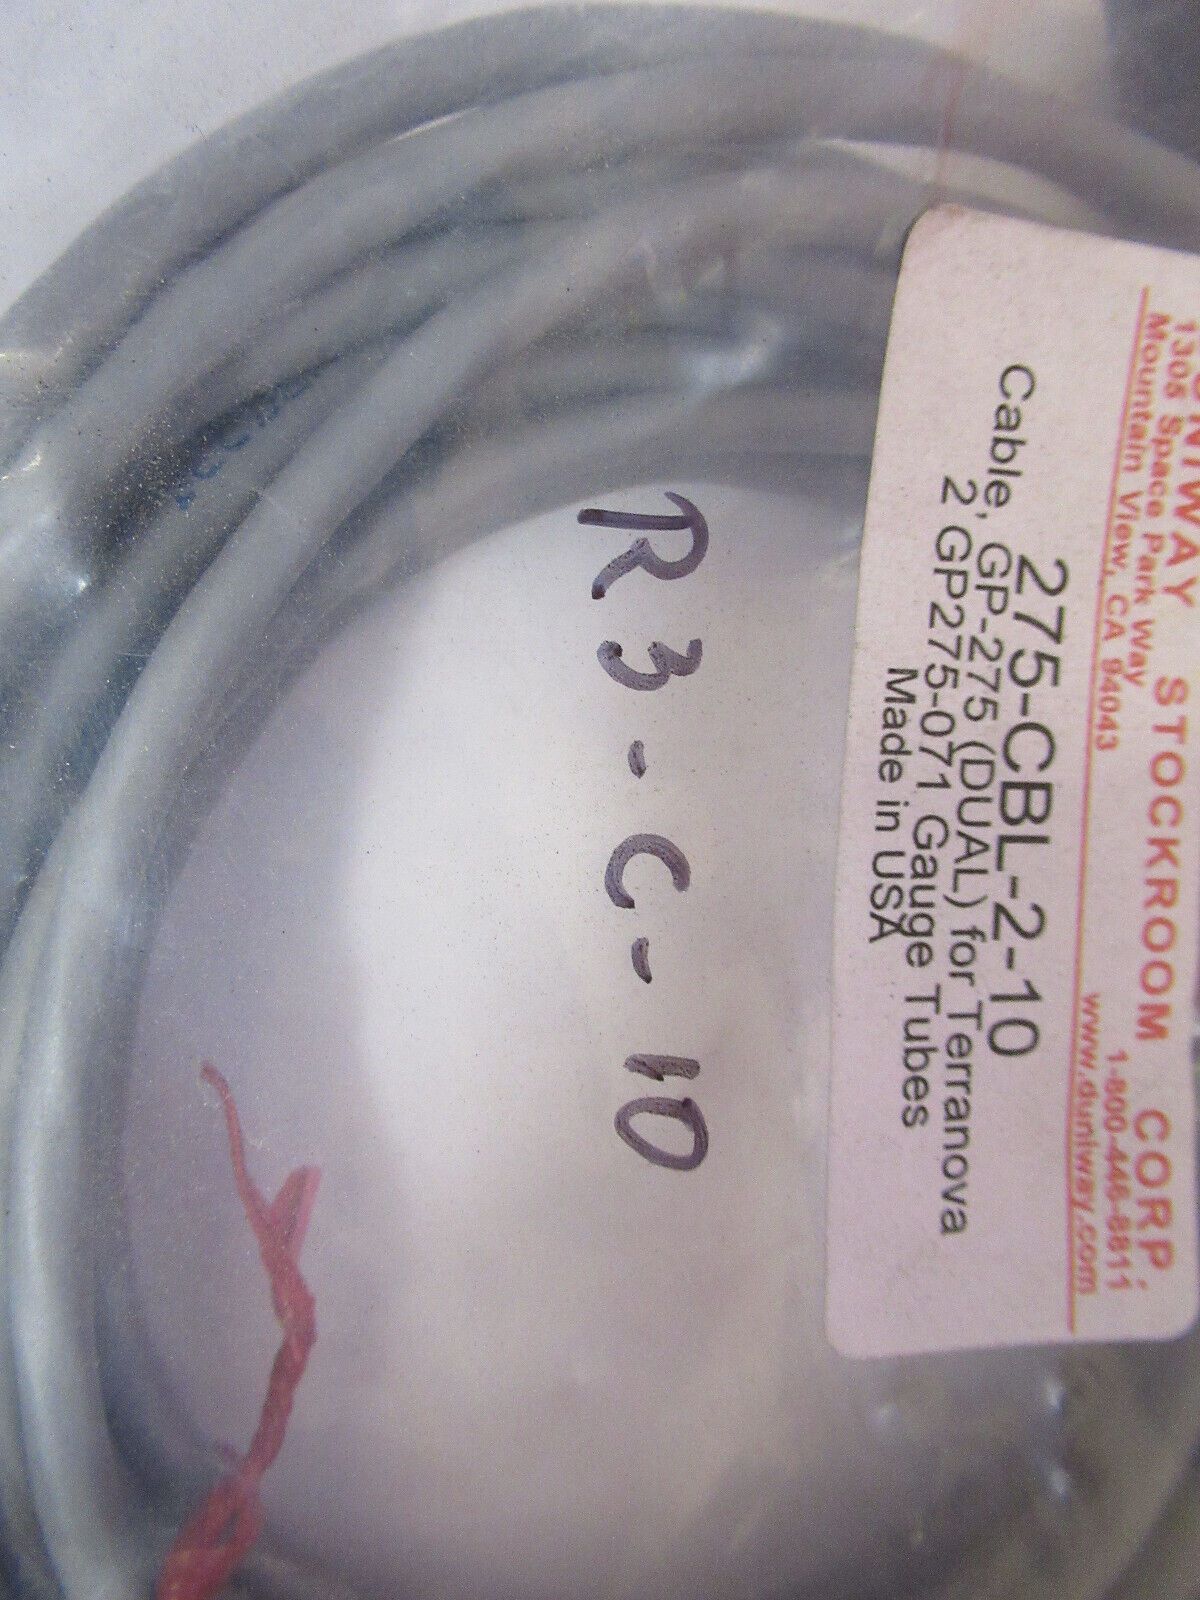 UNIWAY STOCKROOM CORP.
1305 Space Park Way 1-800-446-8811
Mountain View, CA 94043 www.duniway.com
275-CBL-2-10
Cable, GP-275 (DUAL) for Terranova
2 GP275-071 Gauge Tubes
Made in USA
R3-C-10